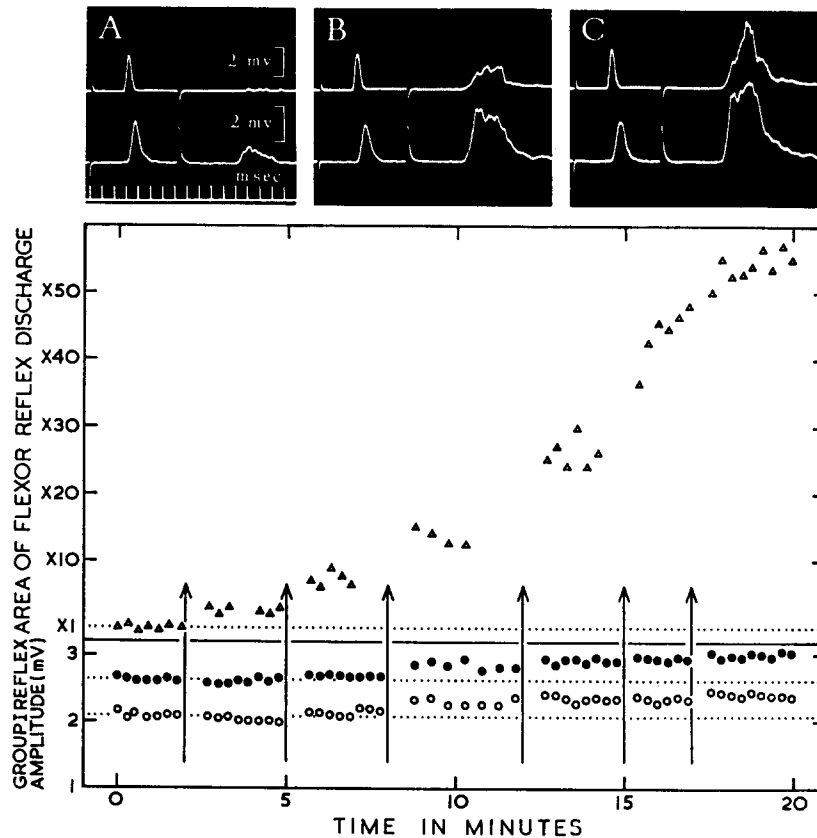 A
B
C
2 mv
2 mv
msec
AREA OF FLEXOR REFLEX DISCHARGE
X50
X40
X30
X20
X10
X1
GROUP I REFLEX
AMPLITUDE (mV)
3
2
1
0
5
10
15
20
TIME IN MINUTES